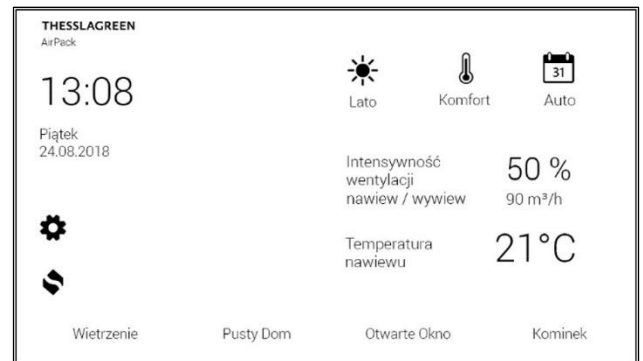 THESSLAGREEN
AirPack
13:08
Piątek
24.08.2018
31
Lato
Komfort
Auto
Intensywność
wentylacji
nawiew / wywiew
50 %
90 m³/h
Temperatura
nawiewu
21°C
Wietrzenie
Pusty Dom
Otwarte Okno
Kominek